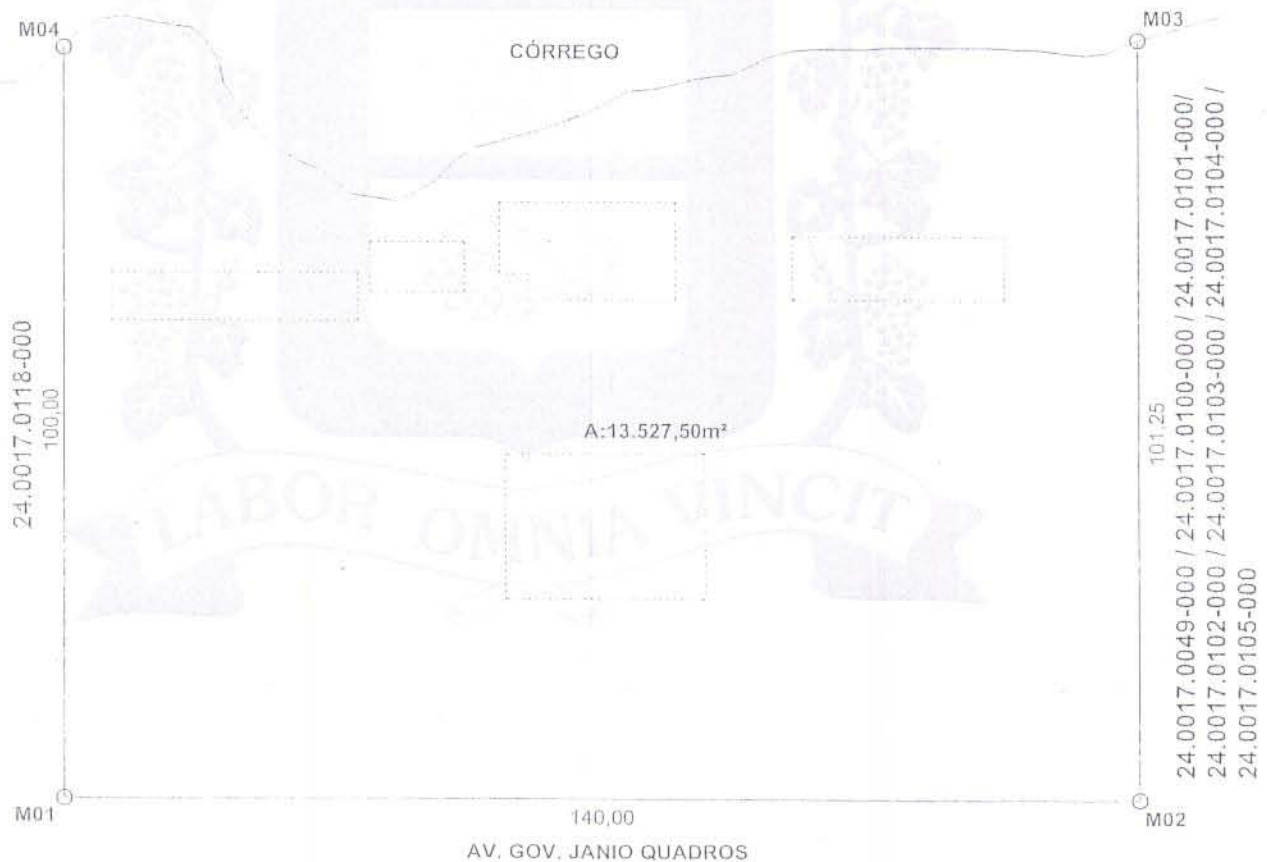 M04
M03
CÓRREGO
24.0017.0118-000
100,00
A:13.527,50m²
101,25
24.0017.0049-000 / 24.0017.0100-000 / 24.0017.0101-000/
24.0017.0102-000 / 24.0017.0103-000 / 24.0017.0104-000 /
24.0017.0105-000
LABOR OMNIA VINCIT
M01
140,00
M02
AV. GOV. JANIO QUADROS